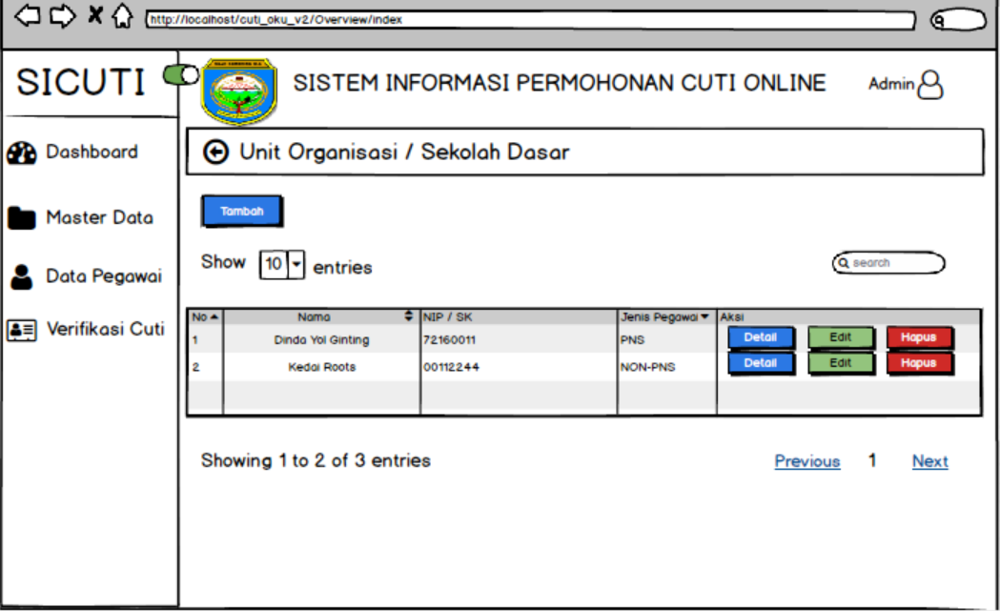 http://localhost/cuti_oku_v2/Overview/index
SICUTI
SISTEM INFORMASI PERMOHONAN CUTI ONLINE
Admin
Dashboard
Master Data
Data Pegawai
Verifikasi Cuti
Unit Organisasi / Sekolah Dasar
Tambah
Show 10 entries
search
No Nama NIP / SK Jenis Pegawai Aksi
1 Dinda Yol Ginting 72160011 PNS Detail Edit Hapus
2 Kedai Roots 00112244 NON-PNS Detail Edit Hapus
Showing 1 to 2 of 3 entries
Previous 1 Next